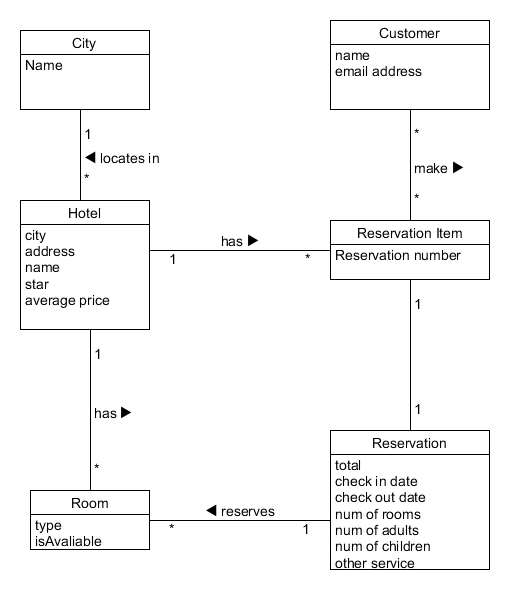 City
Name
Customer
name
email address
1
◀ locates in
*
*
make ▶
*
Hotel
city
address
name
star
average price
has ▶
1
*
Reservation Item
Reservation number
1
has ▶
*
1
1
Room
type
isAvaliable
◀ reserves
*
1
Reservation
total
check in date
check out date
num of rooms
num of adults
num of children
other service